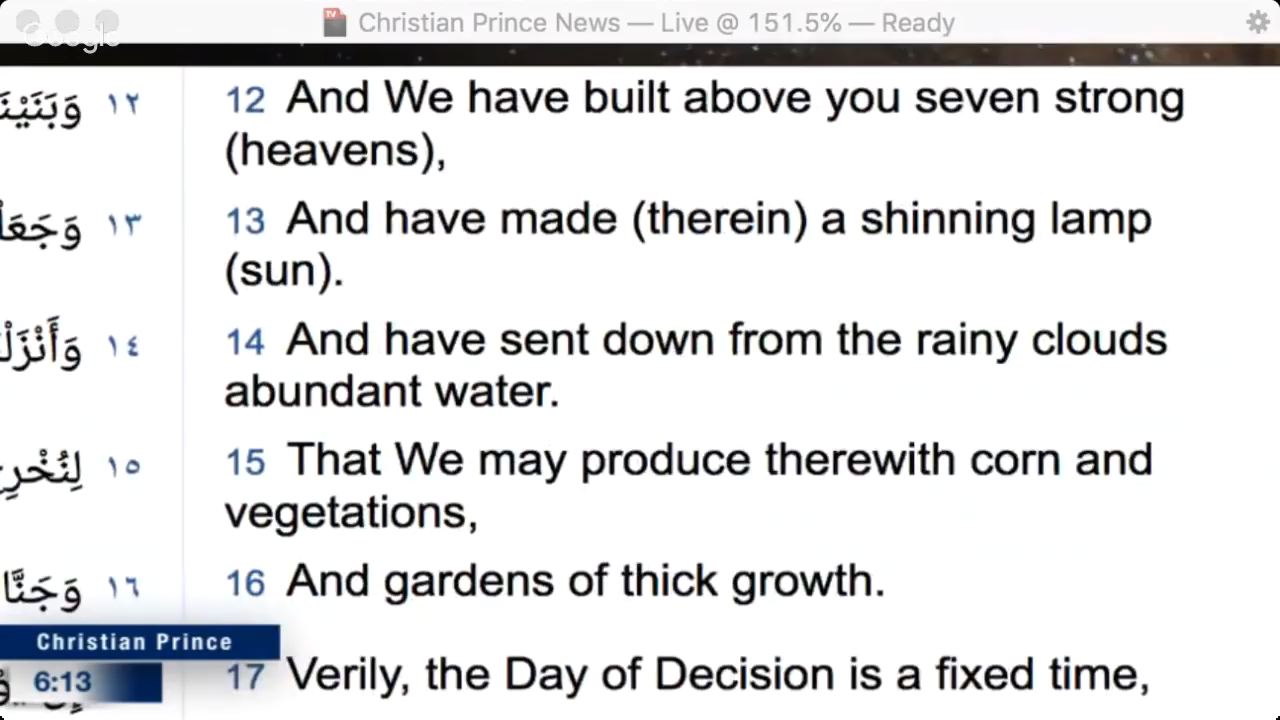 Christian Prince News — Live @ 151.5% — Ready
Google
12 And We have built above you seven strong
(heavens),
١٢
13 And have made (therein) a shinning lamp
(sun).
١٣
14 And have sent down from the rainy clouds
abundant water.
١٤
15 That We may produce therewith corn and
vegetations,
١٥
16 And gardens of thick growth.
١٦
17 Verily, the Day of Decision is a fixed time,
Christian Prince
6:13